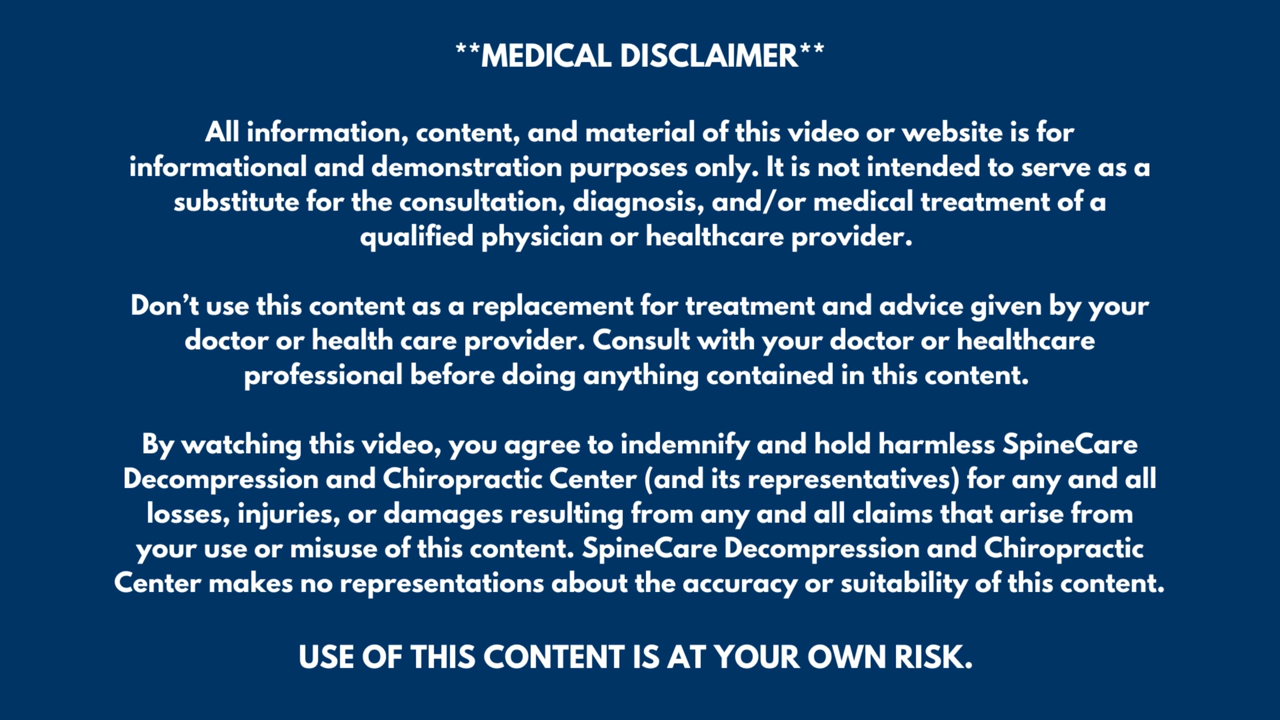 **MEDICAL DISCLAIMER**
All information, content, and material of this video or website is for
informational and demonstration purposes only. It is not intended to serve as a
substitute for the consultation, diagnosis, and/or medical treatment of a
qualified physician or healthcare provider.
Don’t use this content as a replacement for treatment and advice given by your
doctor or health care provider. Consult with your doctor or healthcare
professional before doing anything contained in this content.
By watching this video, you agree to indemnify and hold harmless SpineCare
Decompression and Chiropractic Center (and its representatives) for any and all
losses, injuries, or damages resulting from any and all claims that arise from
your use or misuse of this content. SpineCare Decompression and Chiropractic
Center makes no representations about the accuracy or suitability of this content.
USE OF THIS CONTENT IS AT YOUR OWN RISK.